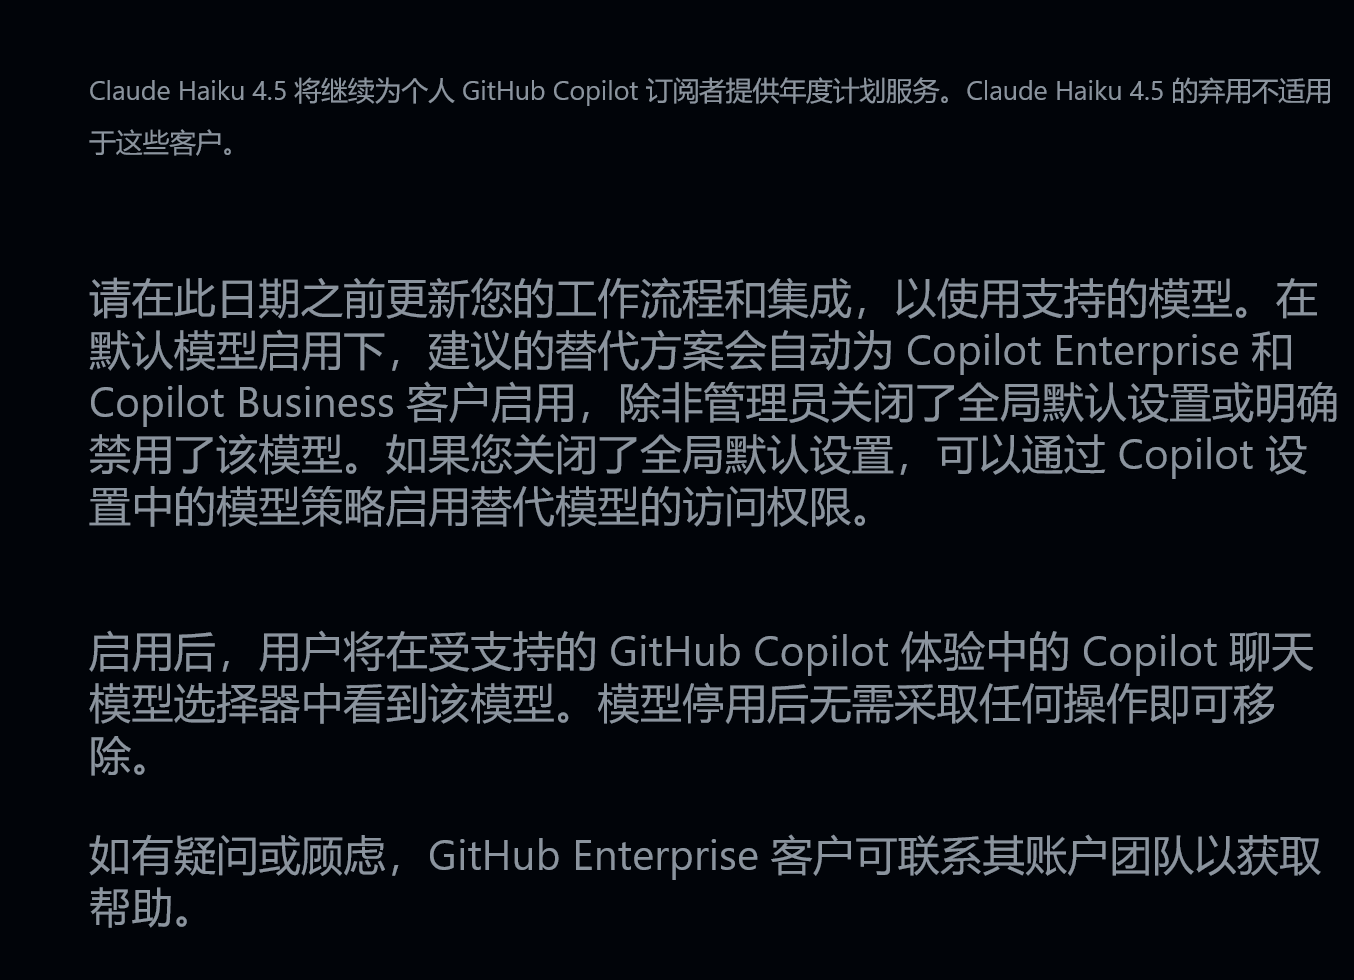 Claude Haiku 4.5 将继续为个人 GitHub Copilot 订阅者提供年度计划服务。Claude Haiku 4.5 的弃用不适用
于这些客户。
请在此日期之前更新您的工作流程和集成，以使用支持的模型。在
默认模型启用下，建议的替代方案会自动为 Copilot Enterprise 和
Copilot Business 客户启用，除非管理员关闭了全局默认设置或明确
禁用了该模型。如果您关闭了全局默认设置，可以通过 Copilot 设
置中的模型策略启用替代模型的访问权限。
启用后，用户将在受支持的 GitHub Copilot 体验中的 Copilot 聊天
模型选择器中看到该模型。模型停用后无需采取任何操作即可移
除。
如有疑问或顾虑，GitHub Enterprise 客户可联系其账户团队以获取
帮助。